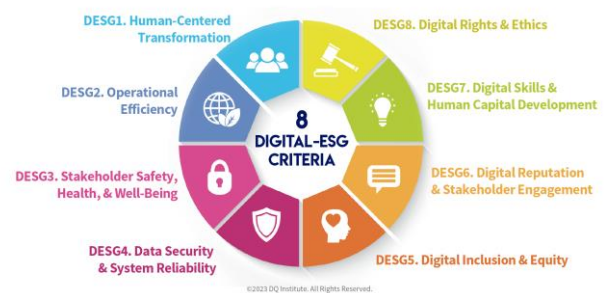 DESG1. Human-Centered
Transformation
DESG8. Digital Rights & Ethics
DESG2. Operational
Efficiency
DESG7. Digital Skills &
Human Capital Development
8
DIGITAL-ESG
CRITERIA
DESG3. Stakeholder Safety,
Health, & Well-Being
DESG6. Digital Reputation
& Stakeholder Engagement
DESG4. Data Security
& System Reliability
DESG5. Digital Inclusion & Equity
©2023 DQ Institute. All Rights Reserved.